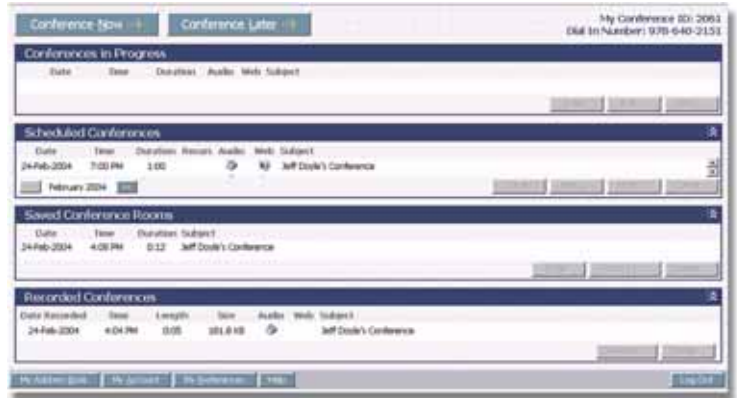 Conference Now
Conference Later
My Conference ID: 2061
Dial In Number: 978-640-2151
Conferences in Progress
Date Time Duration Audio Web Subject
Scheduled Conferences
Date Time Duration Recurs Audio Web Subject
24-Feb-2004 7:00 PM 1:00 Jeff Doyle's Conference
February 2004
Saved Conference Rooms
Date Time Duration Subject
24-Feb-2004 4:08 PM 0:12 Jeff Doyle's Conference
Recorded Conferences
Date Recorded Time Length Size Audio Web Subject
24-Feb-2004 4:04 PM 0:05 181.8 KB Jeff Doyle's Conference
My Address Book My Account My Preferences Help Log Out